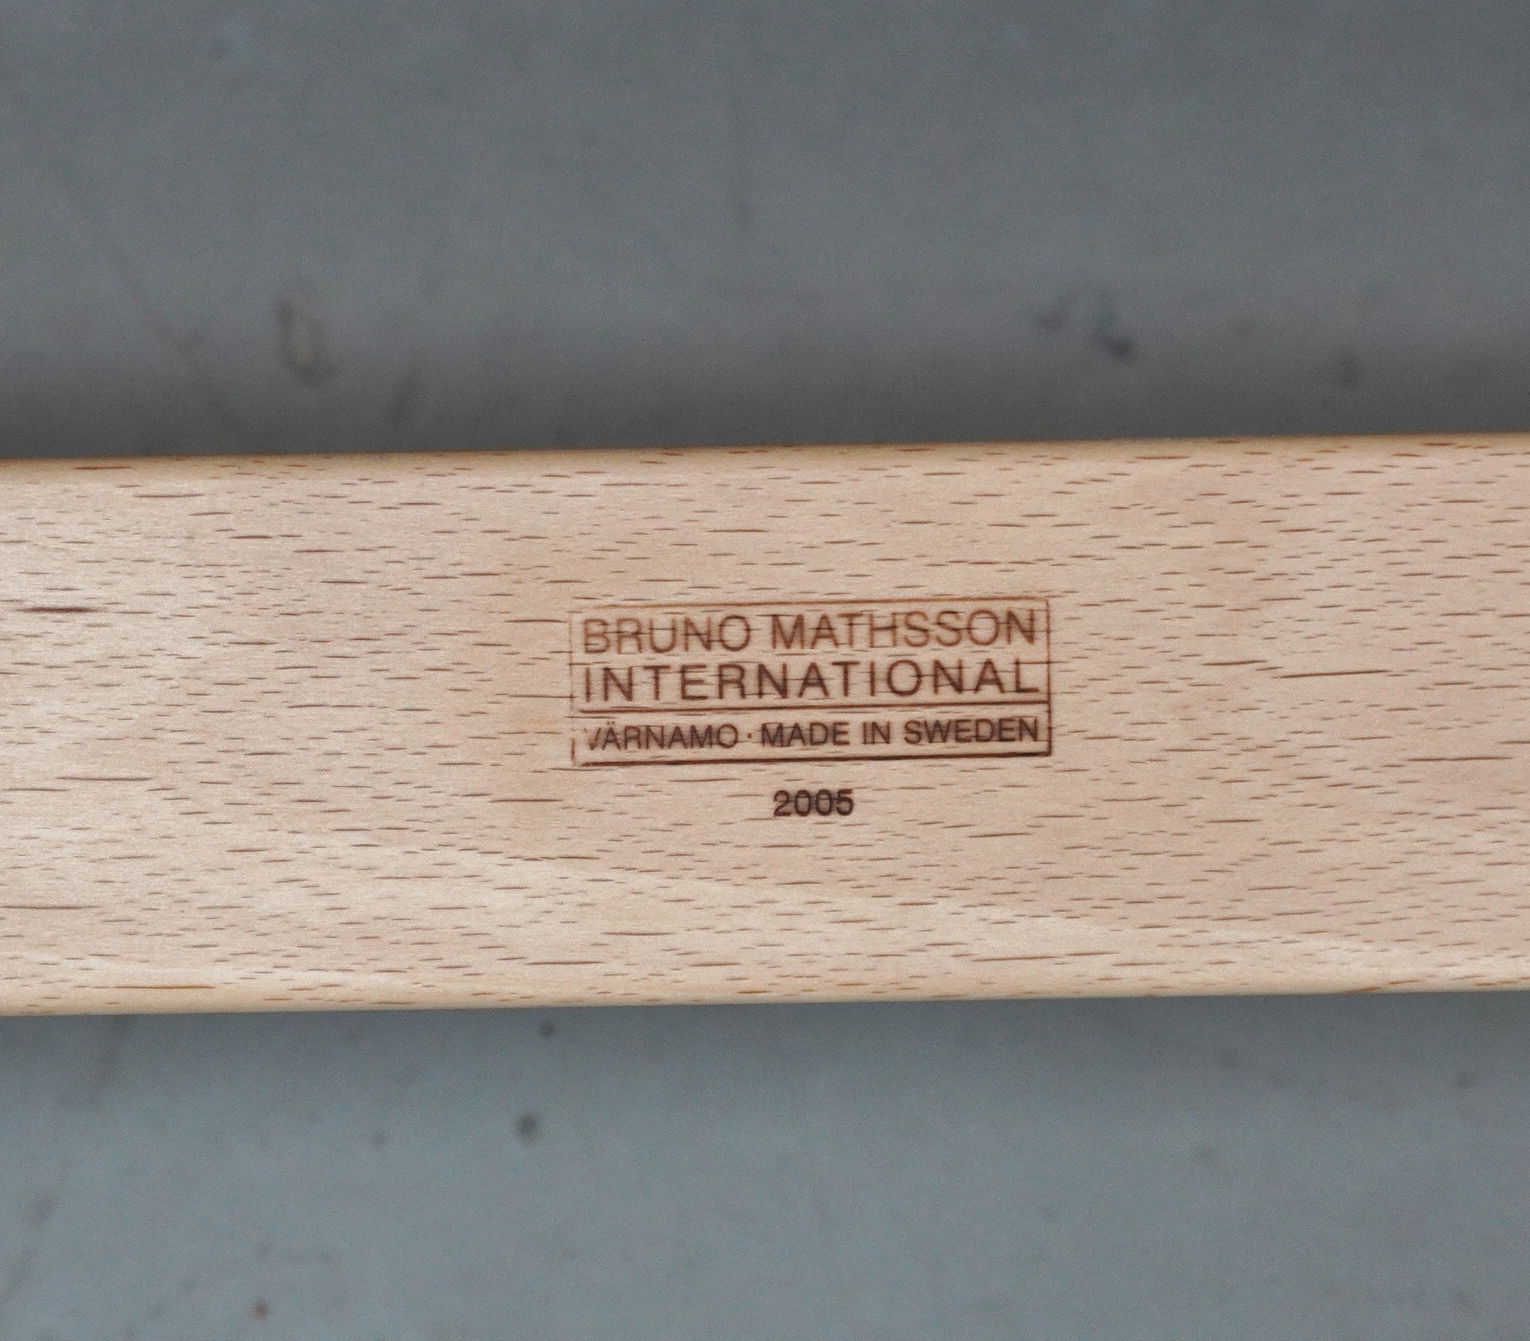 BRUNO MATHSSON
INTERNATIONAL
VÄRNAMO · MADE IN SWEDEN
2005